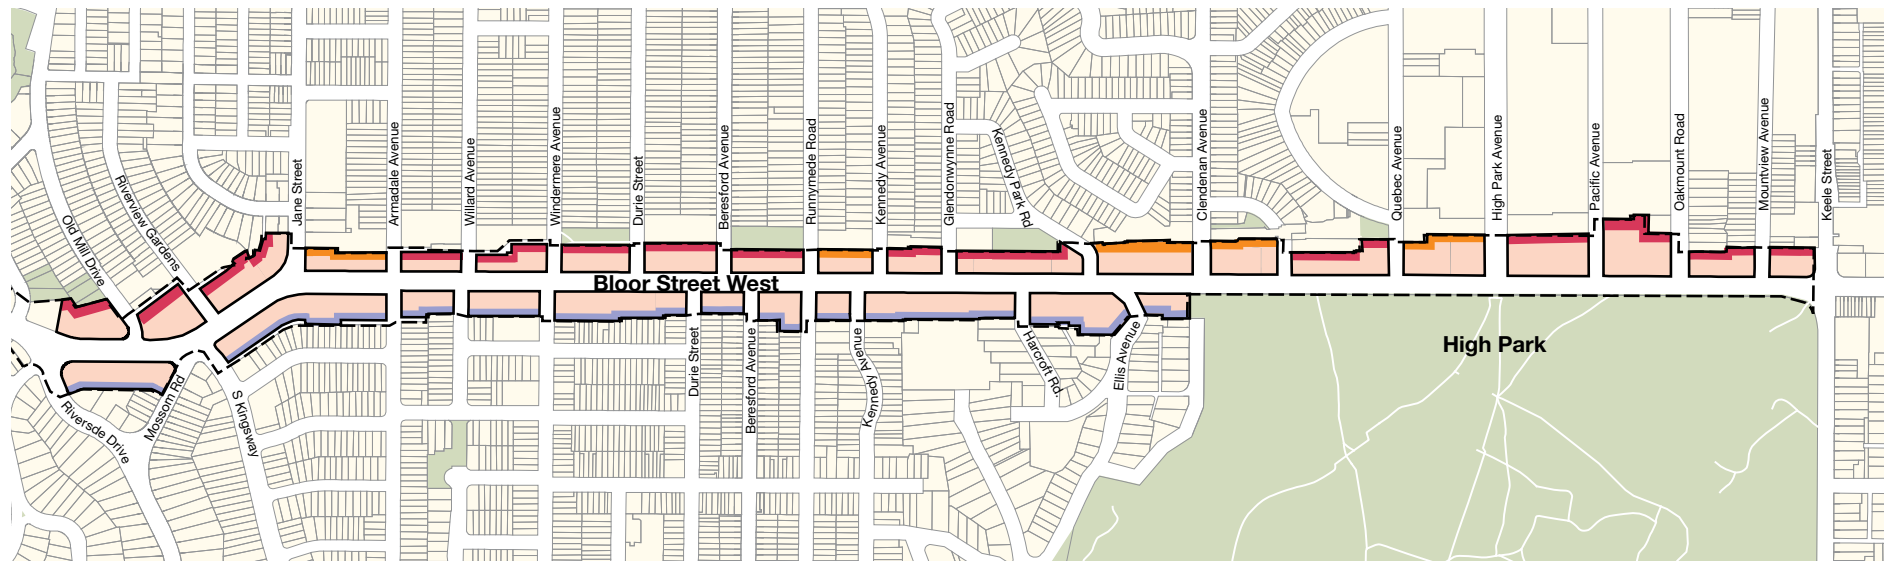 Old Mill Drive
Riverview Gardens
Jane Street
Armadale Avenue
Willard Avenue
Windermere Avenue
Durie Street
Beresford Avenue
Runnymede Road
Kennedy Avenue
Glendonwynne Road
Kennedy Park Rd
Clendenan Avenue
Quebec Avenue
High Park Avenue
Pacific Avenue
Oakmount Road
Mountview Avenue
Keele Street
Bloor Street West
High Park
Riversde Drive
Mossom Rd
S Kingsway
Durie Street
Beresford Avenue
Kennedy Avenue
Harcroft Rd.
Ellis Avenue